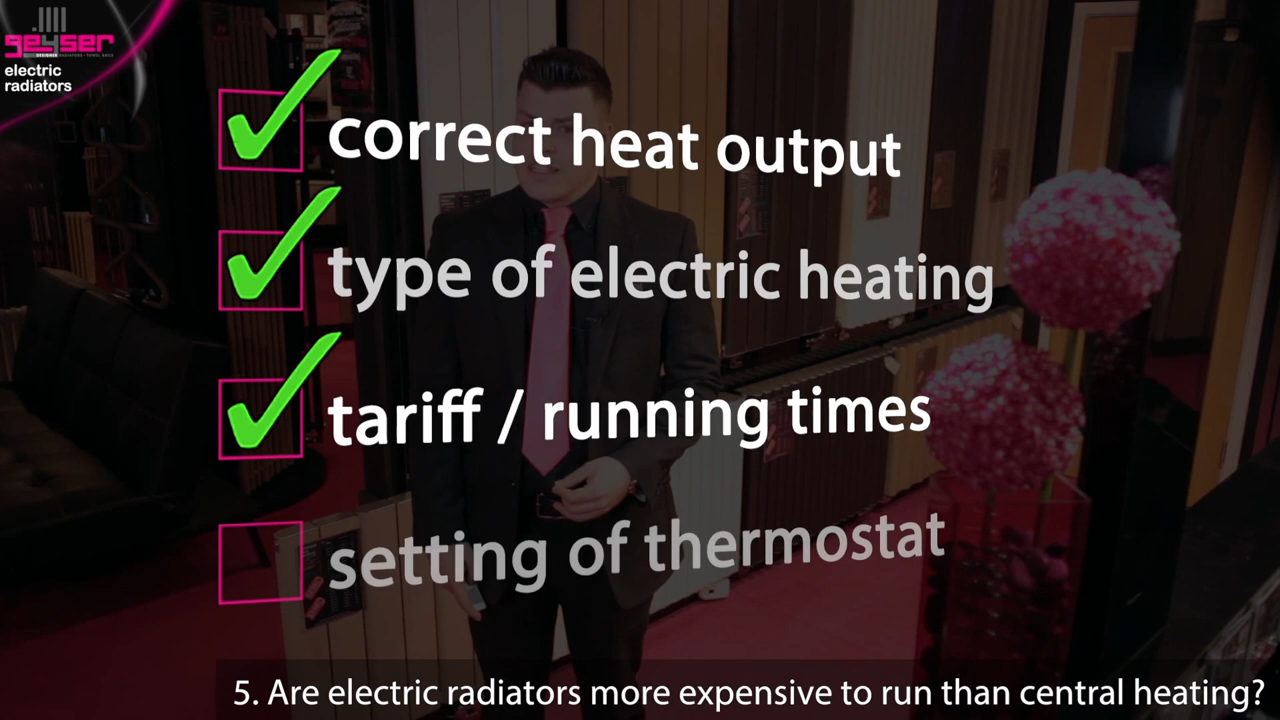 geyser
electric
radiators
correct heat output
type of electric heating
tariff / running times
setting of thermostat
5. Are electric radiators more expensive to run than central heating?